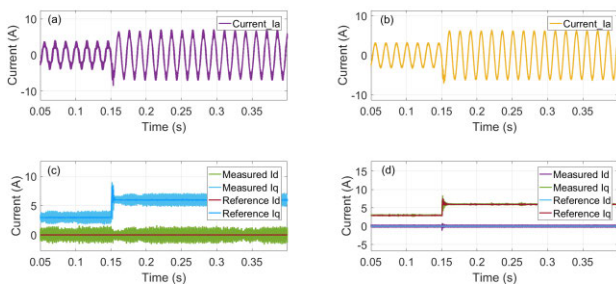 (a)
Current_Ia
Current (A)
10
0
-10
0.05 0.1 0.15 0.2 0.25 0.3 0.35
Time (s)
(b)
Current_Ia
Current (A)
10
0
-10
0.05 0.1 0.15 0.2 0.25 0.3 0.35
Time (s)
(c)
Measured Id
Measured Iq
Reference Id
Reference Iq
Current (A)
10
5
0
0.05 0.1 0.15 0.2 0.25 0.3 0.35
Time (s)
(d)
Measured Id
Measured Iq
Reference Iq
Reference Id
Current (A)
15
10
5
0
-5
0.05 0.1 0.15 0.2 0.25 0.3 0.35
Time (s)